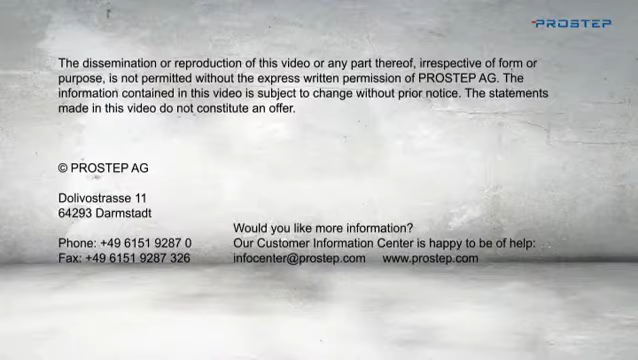 PROSTEP
The dissemination or reproduction of this video or any part thereof, irrespective of form or
purpose, is not permitted without the express written permission of PROSTEP AG. The
information contained in this video is subject to change without prior notice. The statements
made in this video do not constitute an offer.
© PROSTEP AG
Dolivostrasse 11
64293 Darmstadt
Would you like more information?
Phone: +49 6151 9287 0 Our Customer Information Center is happy to be of help:
Fax: +49 6151 9287 326 infocenter@prostep.com www.prostep.com